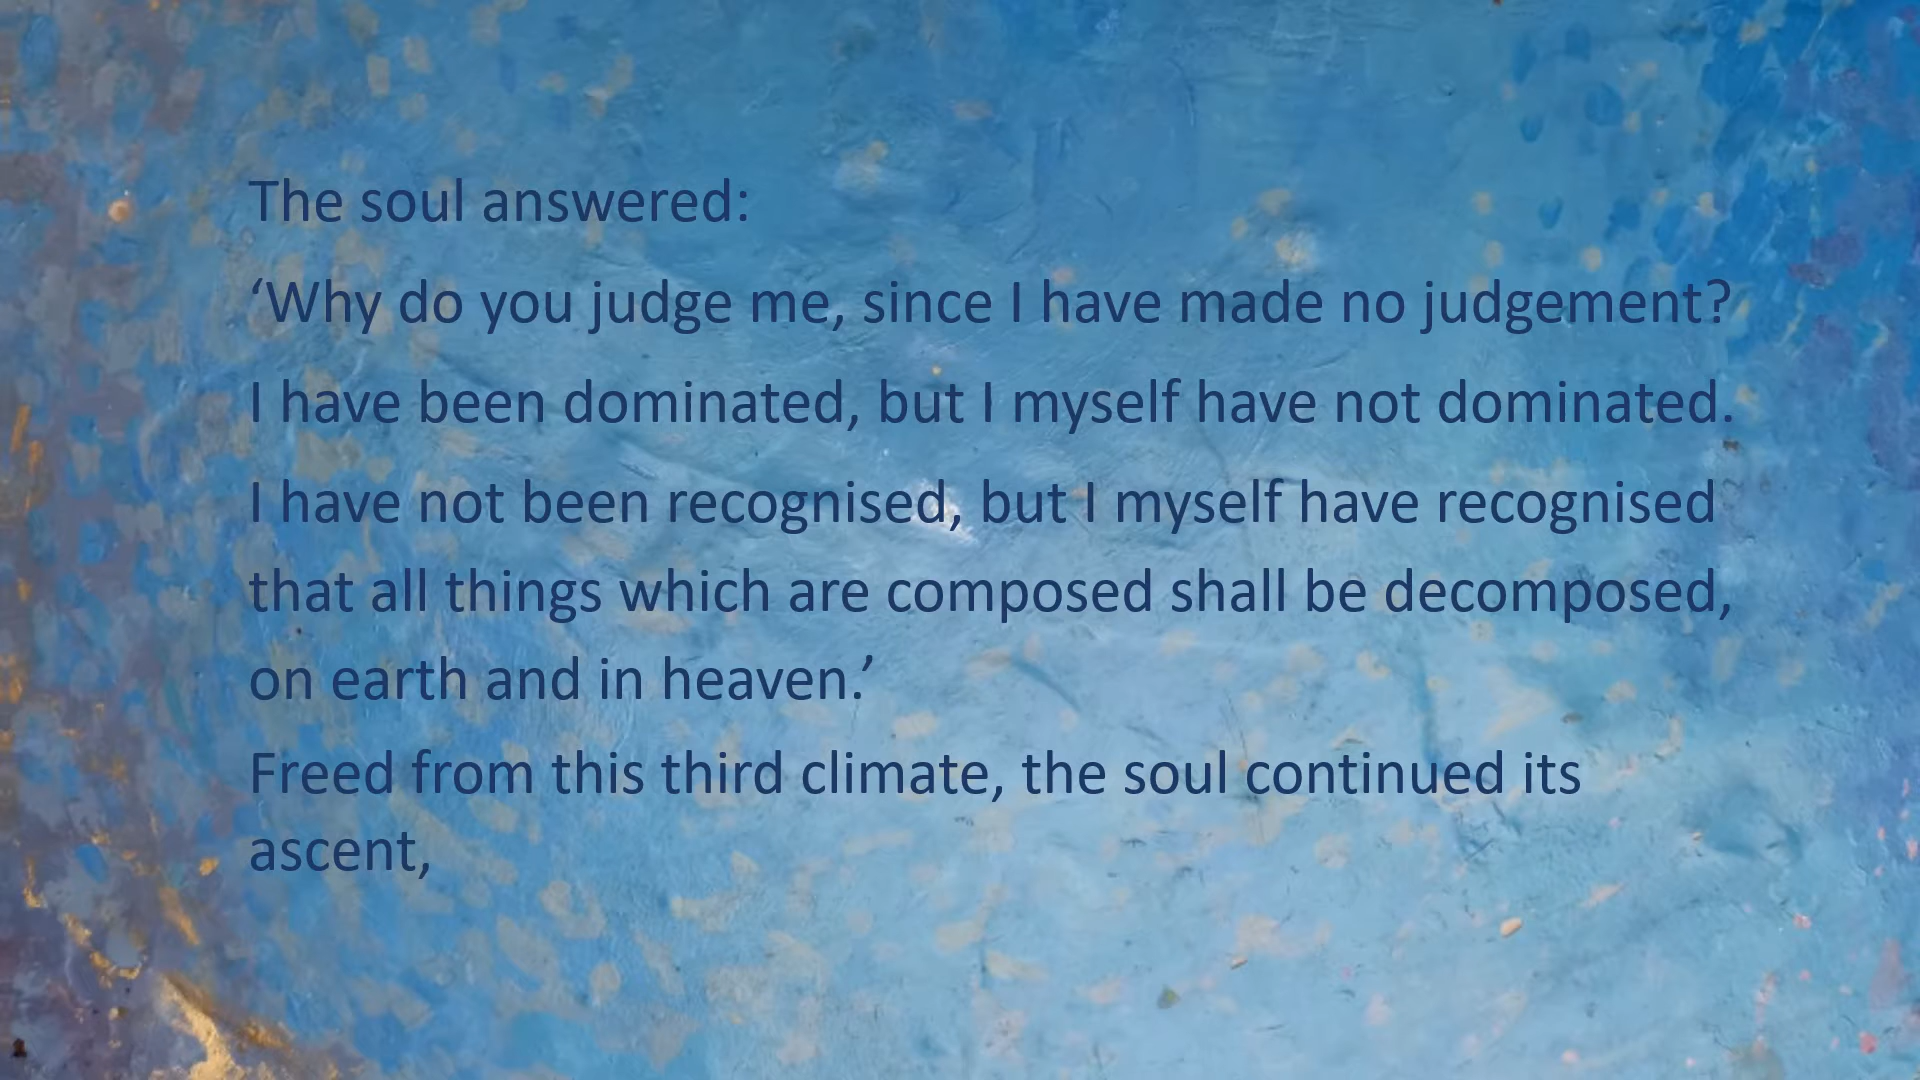 The soul answered:
‘Why do you judge me, since I have made no judgement?
I have been dominated, but I myself have not dominated.
I have not been recognised, but I myself have recognised
that all things which are composed shall be decomposed,
on earth and in heaven.’
Freed from this third climate, the soul continued its
ascent,